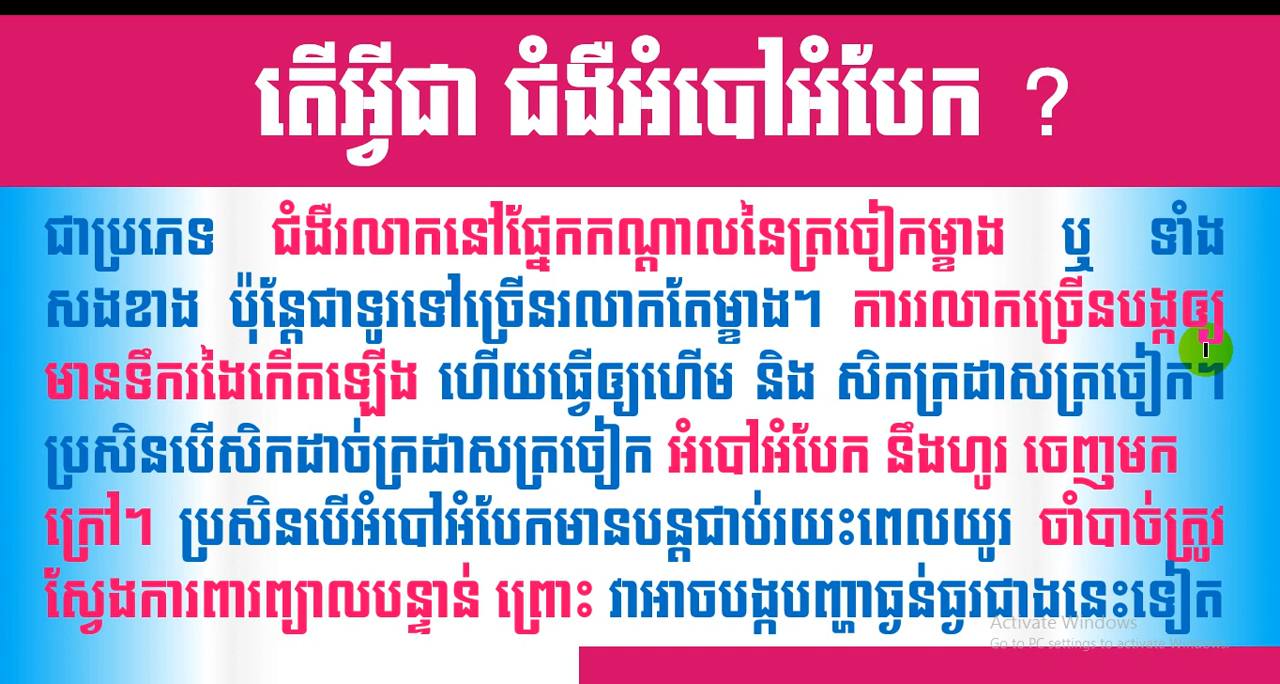 តើអ្វីជា ជំងឺអំបៅអំបែក ?
ជាប្រភេទ ជំងឺរលាកនៅផ្នែកកណ្ដាលនៃត្រចៀកម្ខាង ឬ ទាំង
សងខាង ប៉ុន្តែជាទូរទៅច្រើនរលាកតែម្ខាង។ ការរលាកច្រើនបង្កឲ្យ
មានទឹករងៃកើតឡើង ហើយធ្វើឲ្យហើម និង សិកក្រដាសត្រចៀក។
ប្រសិនបើសិកដាច់ក្រដាសត្រចៀក អំបៅអំបែក នឹងហូរ ចេញមក
ក្រៅ។ ប្រសិនបើអំបៅអំបែកមានបន្តជាប់រយះពេលយូរ ចាំបាច់ត្រូវ
ស្វែងការពារព្យាលបន្ទាន់ ព្រោះ វាអាចបង្កបញ្ហាធ្ងន់ធ្ងរជាងនេះទៀត
Activate Windows
Go to PC settings to activate Windows.